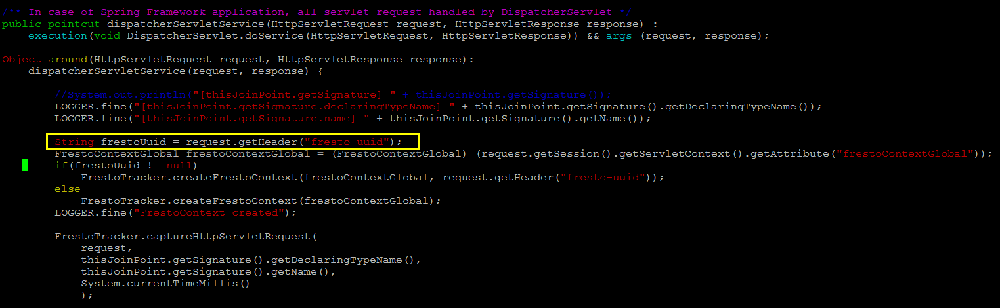 /** In case of Spring Framework application, all servlet request handled by DispatcherServlet */
public pointcut dispatcherServletService(HttpServletRequest request, HttpServletResponse response) :
execution(void DispatcherServlet.doService(HttpServletRequest, HttpServletResponse)) && args (request, response);
Object around(HttpServletRequest request, HttpServletResponse response):
dispatcherServletService(request, response) {
//System.out.println("[thisJoinPoint.getSignature] " + thisJoinPoint.getSignature());
LOGGER.fine("[thisJoinPoint.getSignature.declaringTypeName] " + thisJoinPoint.getSignature().getDeclaringTypeName());
LOGGER.fine("[thisJoinPoint.getSignature.name] " + thisJoinPoint.getSignature().getName());
String frestoUuid = request.getHeader("fresto-uuid");
FrestoContextGlobal frestoContextGlobal = (FrestoContextGlobal) (request.getSession().getServletContext().getAttribute("frestoContextGlobal"));
if(frestoUuid != null)
FrestoTracker.createFrestoContext(frestoContextGlobal, request.getHeader("fresto-uuid"));
else
FrestoTracker.createFrestoContext(frestoContextGlobal);
LOGGER.fine("FrestoContext created");
FrestoTracker.captureHttpServletRequest(
request,
thisJoinPoint.getSignature().getDeclaringTypeName(),
thisJoinPoint.getSignature().getName(),
System.currentTimeMillis()
);